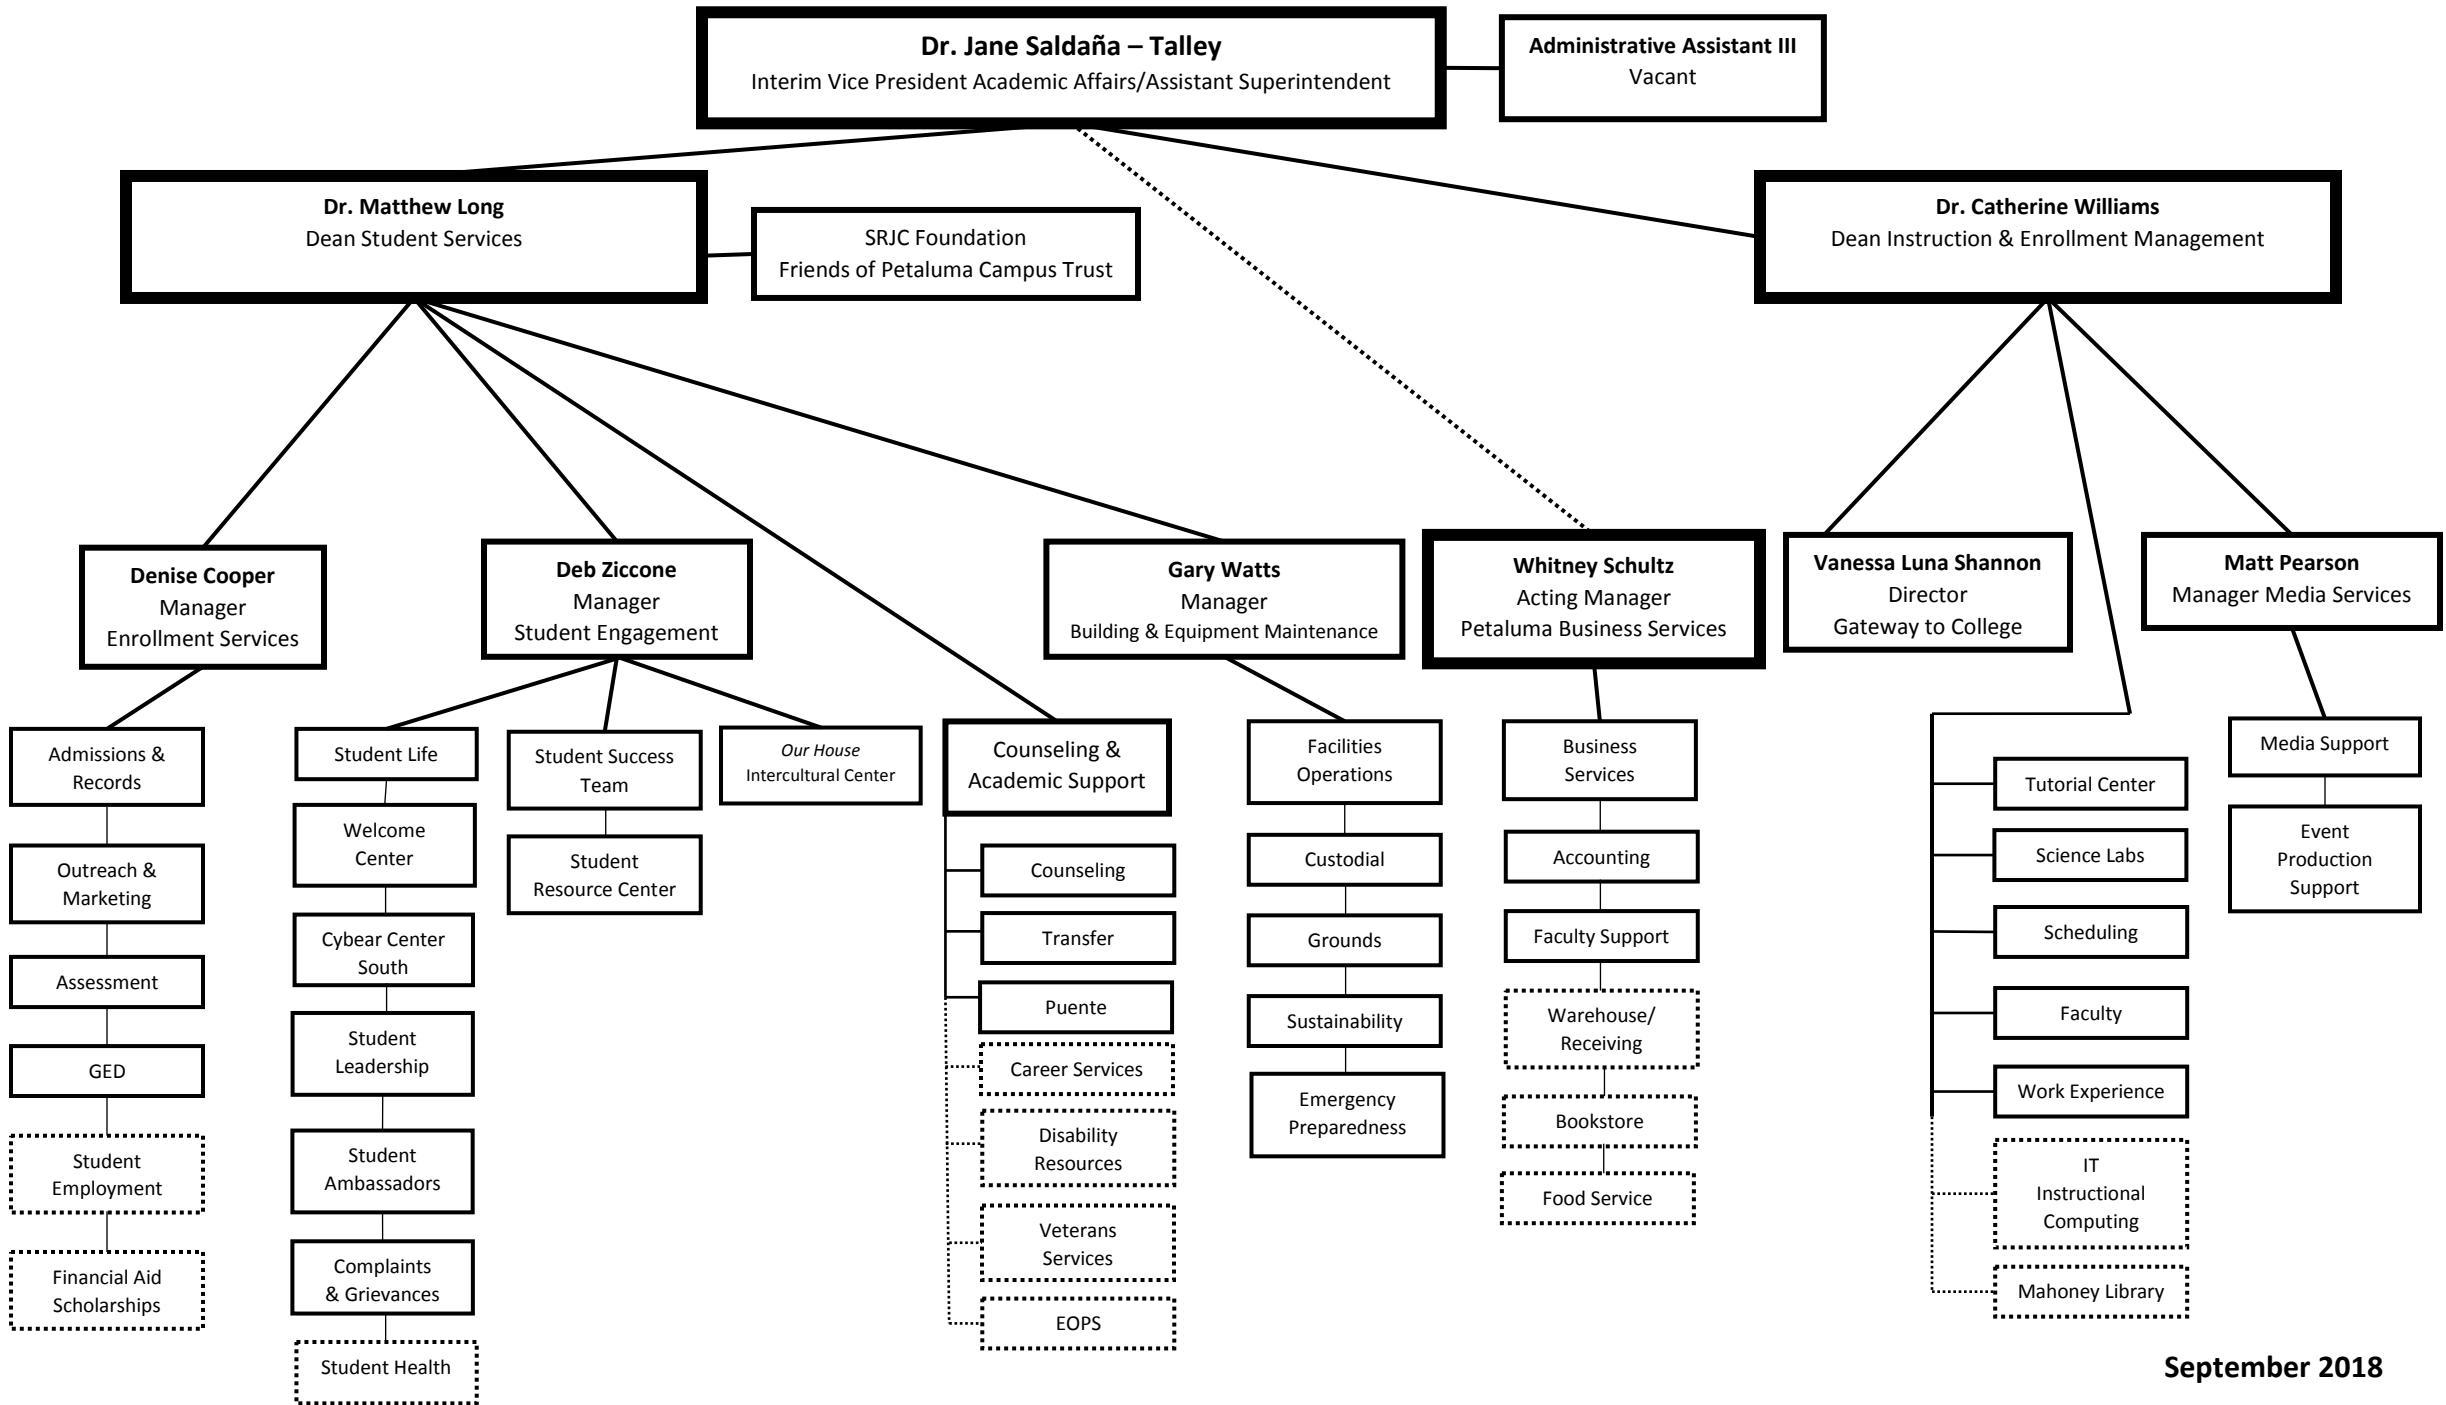 Dr. Jane Saldaña – Talley
Interim Vice President Academic Affairs/Assistant Superintendent
Administrative Assistant III
Vacant
Dr. Matthew Long
Dean Student Services
SRJC Foundation
Friends of Petaluma Campus Trust
Dr. Catherine Williams
Dean Instruction & Enrollment Management
Denise Cooper
Manager
Enrollment Services
Deb Ziccone
Manager
Student Engagement
Gary Watts
Manager
Building & Equipment Maintenance
Whitney Schultz
Acting Manager
Petaluma Business Services
Vanessa Luna Shannon
Director
Gateway to College
Matt Pearson
Manager Media Services
Admissions &
Records
Outreach &
Marketing
Assessment
GED
Student
Employment
Financial Aid
Scholarships
Student Life
Welcome
Center
Cybear Center
South
Student
Leadership
Student
Ambassadors
Complaints
& Grievances
Student Health
Student Success
Team
Student
Resource Center
Our House
Intercultural Center
Counseling &
Academic Support
Counseling
Transfer
Puente
Career Services
Disability
Resources
Veterans
Services
EOPS
Facilities
Operations
Custodial
Grounds
Sustainability
Emergency
Preparedness
Business
Services
Accounting
Faculty Support
Warehouse/
Receiving
Bookstore
Food Service
Tutorial Center
Science Labs
Scheduling
Faculty
Work Experience
IT
Instructional
Computing
Mahoney Library
Media Support
Event
Production
Support
September 2018